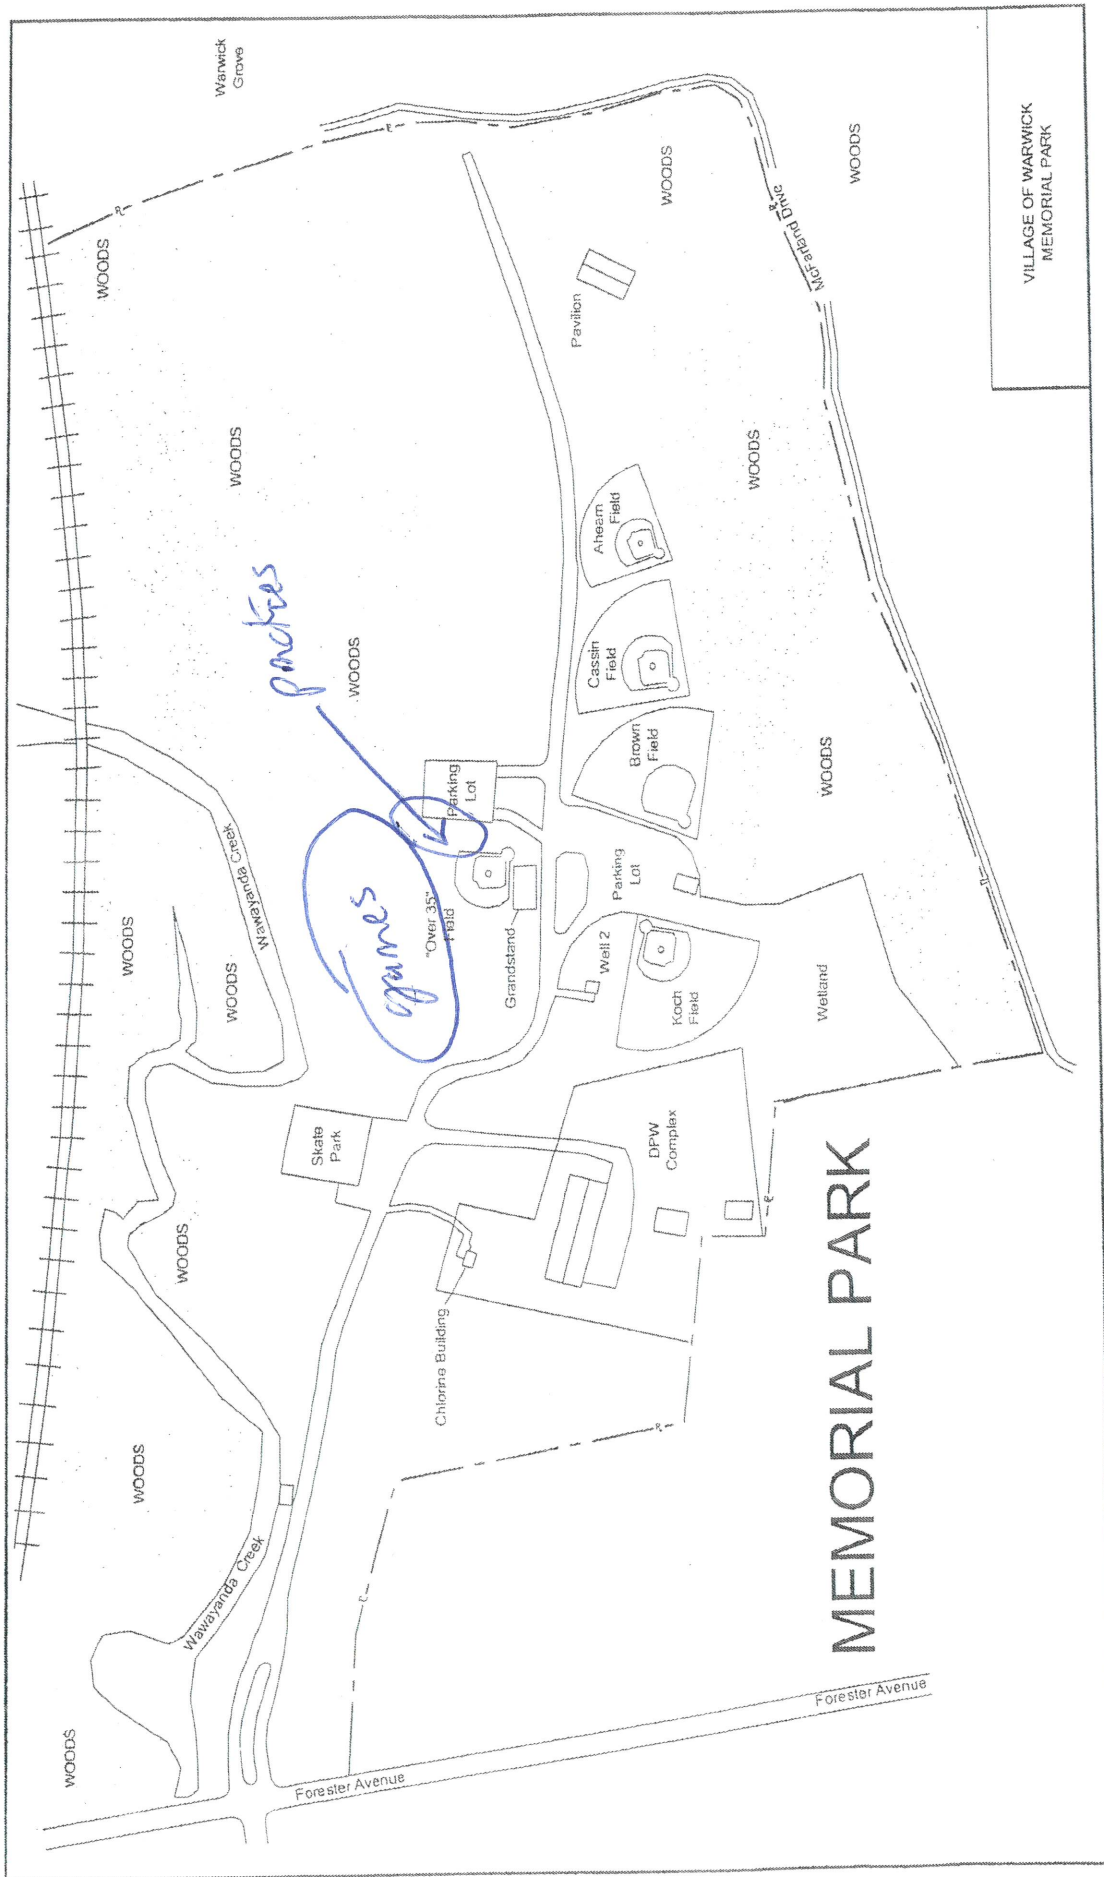 Warwick
Grove
WOODS
WOODS
WOODS
McFarland Drive
WOODS
Pavilion
WOODS
WOODS
Ahearn
Field
practices
WOODS
Cassin
Field
Brown
Field
WOODS
Parking
Lot
Wawayanda Creek
games
"Over 35"
Field
Grandstand
Parking
Lot
WOODS
WOODS
Well 2
Koch
Field
Wetland
Skate
Park
DPW
Complex
WOODS
Chlorine Building
WOODS
Wawayanda Creek
WOODS
Forester Avenue
Forester Avenue
MEMORIAL PARK
VILLAGE OF WARWICK
MEMORIAL PARK